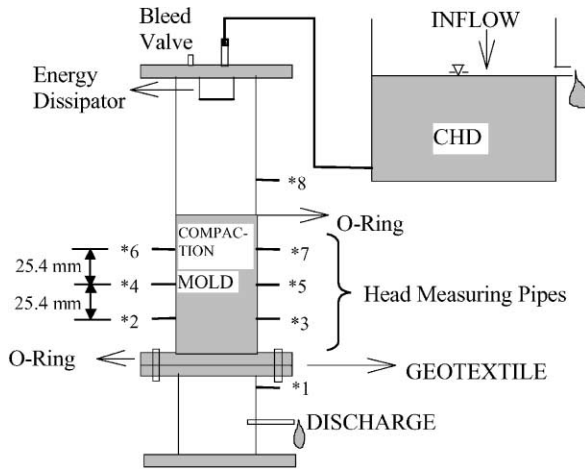 Bleed
Valve
INFLOW
Energy
Dissipator
CHD
*8
O-Ring
COMPAC-
TION
*6
*7
25.4 mm
MOLD
*4
*5
Head Measuring Pipes
25.4 mm
*2
*3
O-Ring
GEOTEXTILE
*1
DISCHARGE